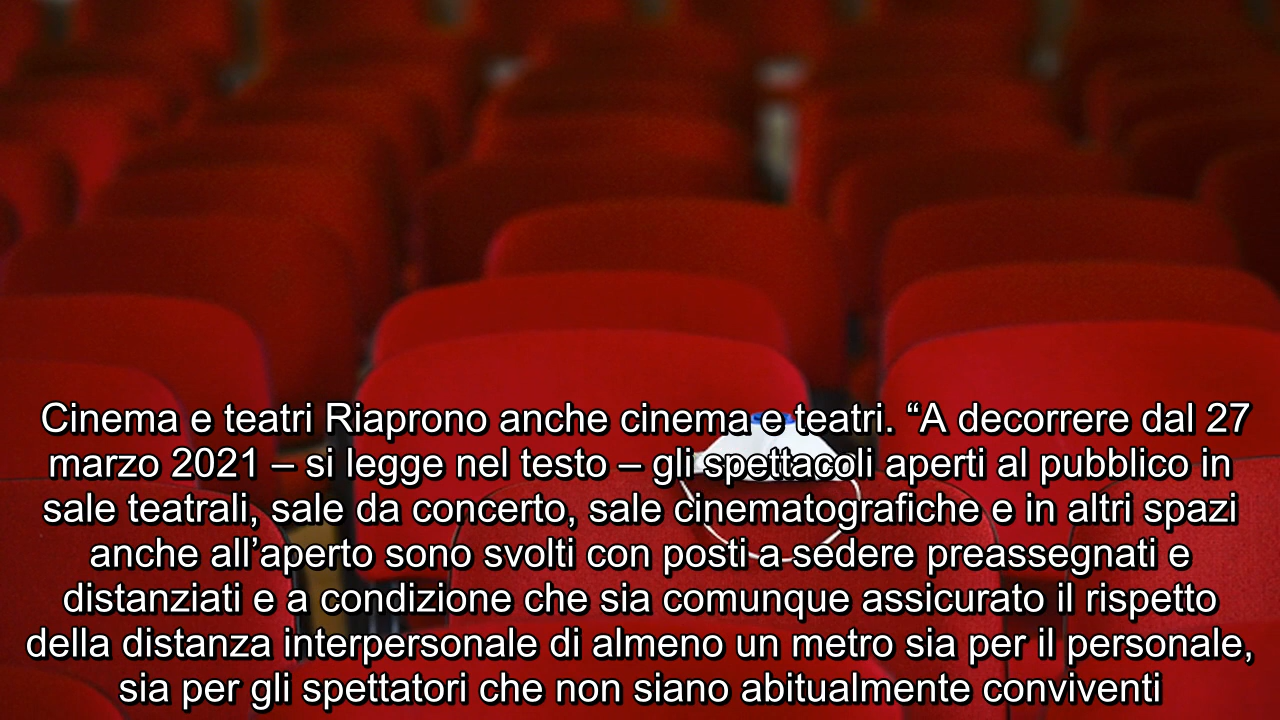 Cinema e teatri Riaprono anche cinema e teatri. “A decorrere dal 27
marzo 2021 – si legge nel testo – gli spettacoli aperti al pubblico in
sale teatrali, sale da concerto, sale cinematografiche e in altri spazi
anche all’aperto sono svolti con posti a sedere preassegnati e
distanziati e a condizione che sia comunque assicurato il rispetto
della distanza interpersonale di almeno un metro sia per il personale,
sia per gli spettatori che non siano abitualmente conviventi